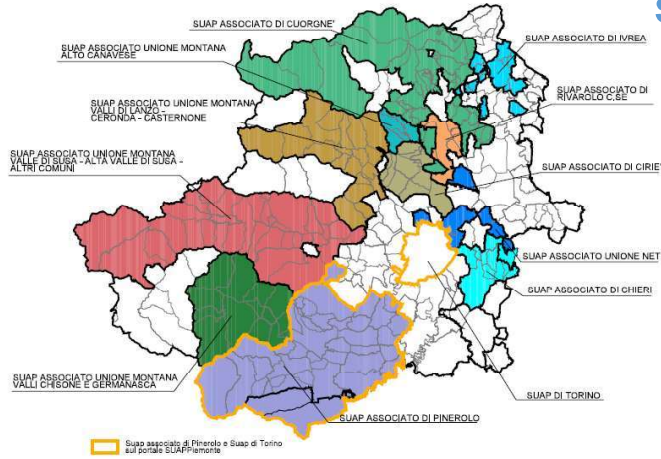 S
SUAP ASSOCIATO DI CUORGNE'
SUAP ASSOCIATO UNIONE MONTANA
ALTO CANAVESE
SUAP ASSOCIATO DI IVREA
SUAP ASSOCIATO DI
RIVAROLO C.SE
SUAP ASSOCIATO UNIONE MONTANA
VALLI DI LANZO -
CERONDA - CASTERNONE
SUAP ASSOCIATO UNIONE MONTANA
VALLE DI SUSA - ALTA VALLE DI SUSA -
ALTRI COMUNI
SUAP ASSOCIATO DI CIRIE'
SUAP ASSOCIATO UNIONE NET
SUAP ASSOCIATO DI CHIERI
SUAP ASSOCIATO UNIONE MONTANA
VALLI CHISONE E GERMANASCA
SUAP DI TORINO
SUAP ASSOCIATO DI PINEROLO
Suap associato di Pinerolo e Suap di Torino
sul portale SUAPPiemonte